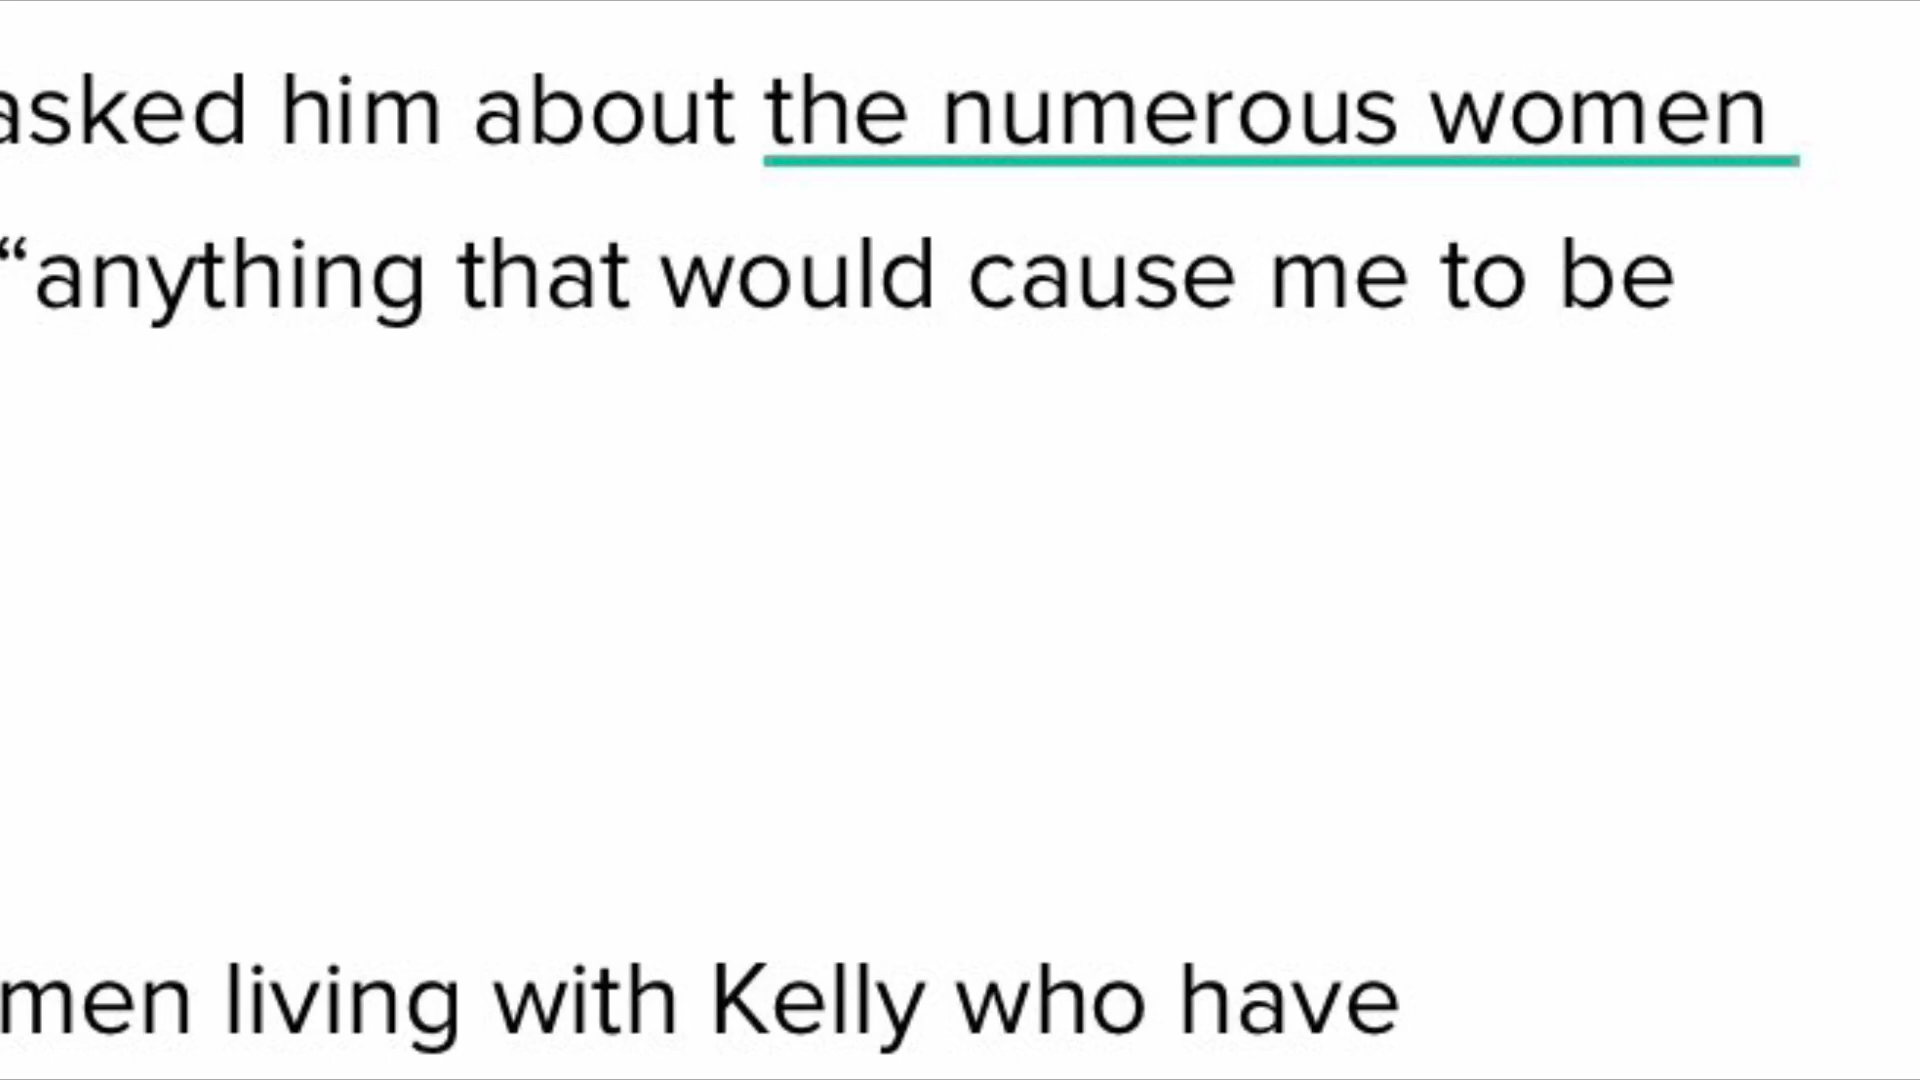 asked him about the numerous women
“anything that would cause me to be
men living with Kelly who have